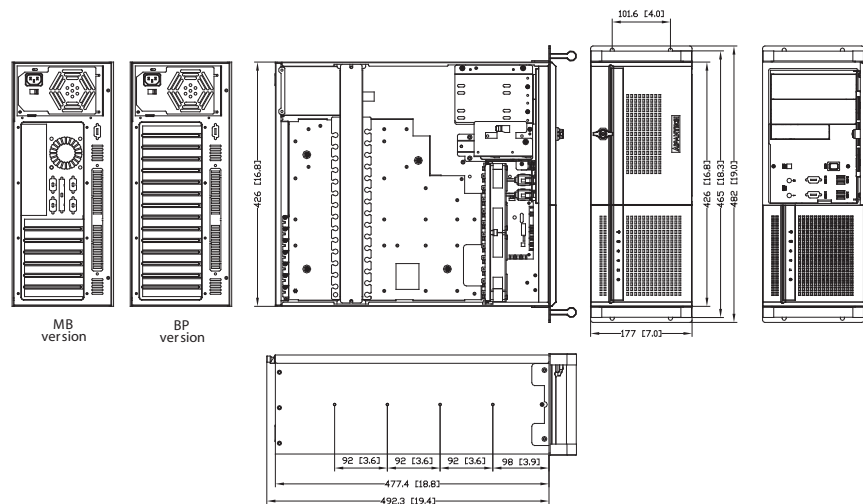 101.6 [4.0]
426 [16.8]
ADVANTECH
426 [16.8]
465 [18.3]
482 [19.0]
MB
version
BP
version
177 [7.0]
92 [3.6]
92 [3.6]
92 [3.6]
98 [3.9]
477.4 [18.8]
492.3 [19.4]